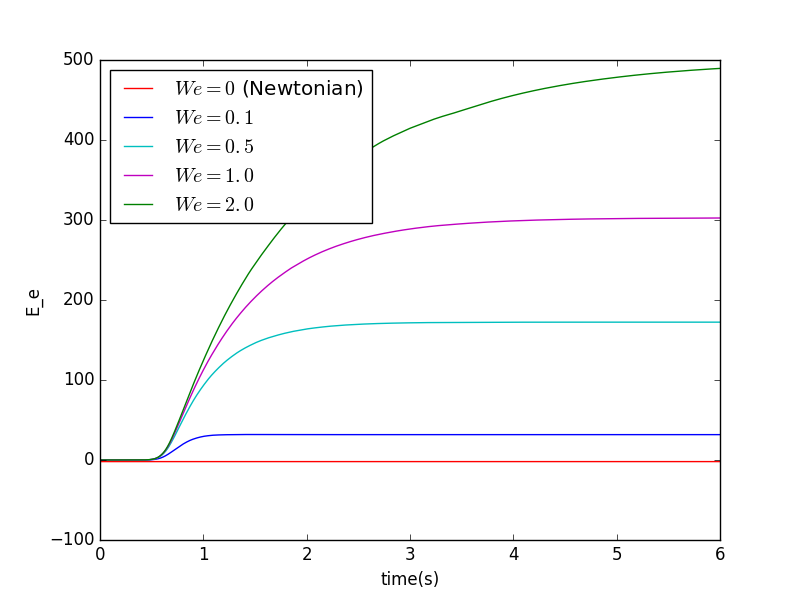 500
400
300
200
100
0
−100
E_e
We = 0 (Newtonian)
We = 0.1
We = 0.5
We = 1.0
We = 2.0
0 1 2 3 4 5 6
time(s)